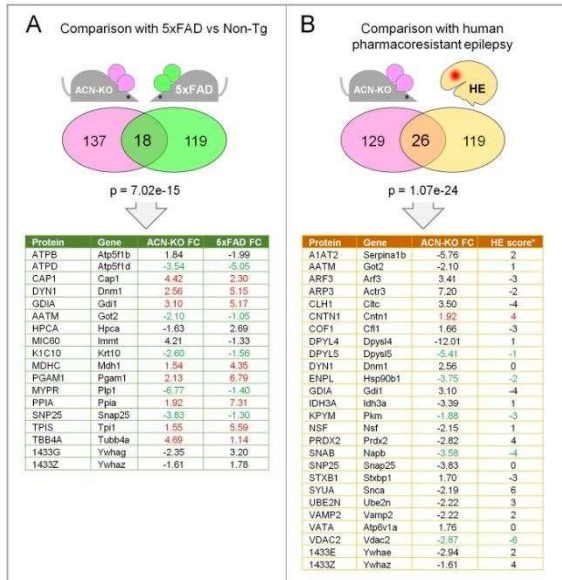 A Comparison with 5xFAD vs Non-Tg
ACN-KO 5xFAD
137 18 119
p = 7.02e-15
Protein Gene ACN-KO FC 5xFAD FC
ATPB Atp5f1b 1.84 -1.99
ATPD Atp5f1d -3.54 -5.05
CAP1 Cap1 4.42 2.30
DYN1 Dnm1 2.56 5.15
GDIA Gdi1 3.10 5.17
AATM Got2 -2.10 -1.05
HPCA Hpca -1.63 2.69
MIC60 Immt 4.21 -1.33
K1C10 Krt10 -2.60 -1.56
MDHC Mdh1 1.54 4.35
PGAM1 Pgam1 2.13 6.79
MYPR Plp1 -6.77 -1.40
PPIA Ppia 1.92 7.31
SNP25 Snap25 -3.83 -1.30
TPIS Tpi1 1.55 5.59
TBB4A Tubb4a 4.69 1.14
1433G Ywhag -2.35 3.20
1433Z Ywhaz -1.61 1.78
B Comparison with human
pharmacoresistant epilepsy
ACN-KO HE
129 26 119
p = 1.07e-24
Protein Gene ACN-KO FC HE score*
A1AT2 Serpina1b -5.76 2
AATM Got2 -2.10 1
ARF3 Arf3 3.41 -3
ARP3 Actr3 7.20 -2
CLH1 Cltc 3.50 -4
CNTN1 Cntn1 1.92 4
COF1 Cfl1 1.66 -3
DPYL4 Dpysl4 -12.01 1
DPYL5 Dpysl5 -5.41 -1
DYN1 Dnm1 2.56 0
ENPL Hsp90b1 -3.75 -2
GDIA Gdi1 3.10 -4
IDH3A Idh3a -3.39 1
KPYM Pkm -1.88 -3
NSF Nsf -2.15 1
PRDX2 Prdx2 -2.82 4
SNAB Napb -3.58 -4
SNP25 Snap25 -3.83 0
STXB1 Stxbp1 1.70 -3
SYUA Snca -2.19 6
UBE2N Ube2n -2.22 3
VAMP2 Vamp2 -2.22 2
VATA Atp6v1a 1.76 0
VDAC2 Vdac2 -2.87 -6
1433E Ywhae -2.94 2
1433Z Ywhaz -1.61 4